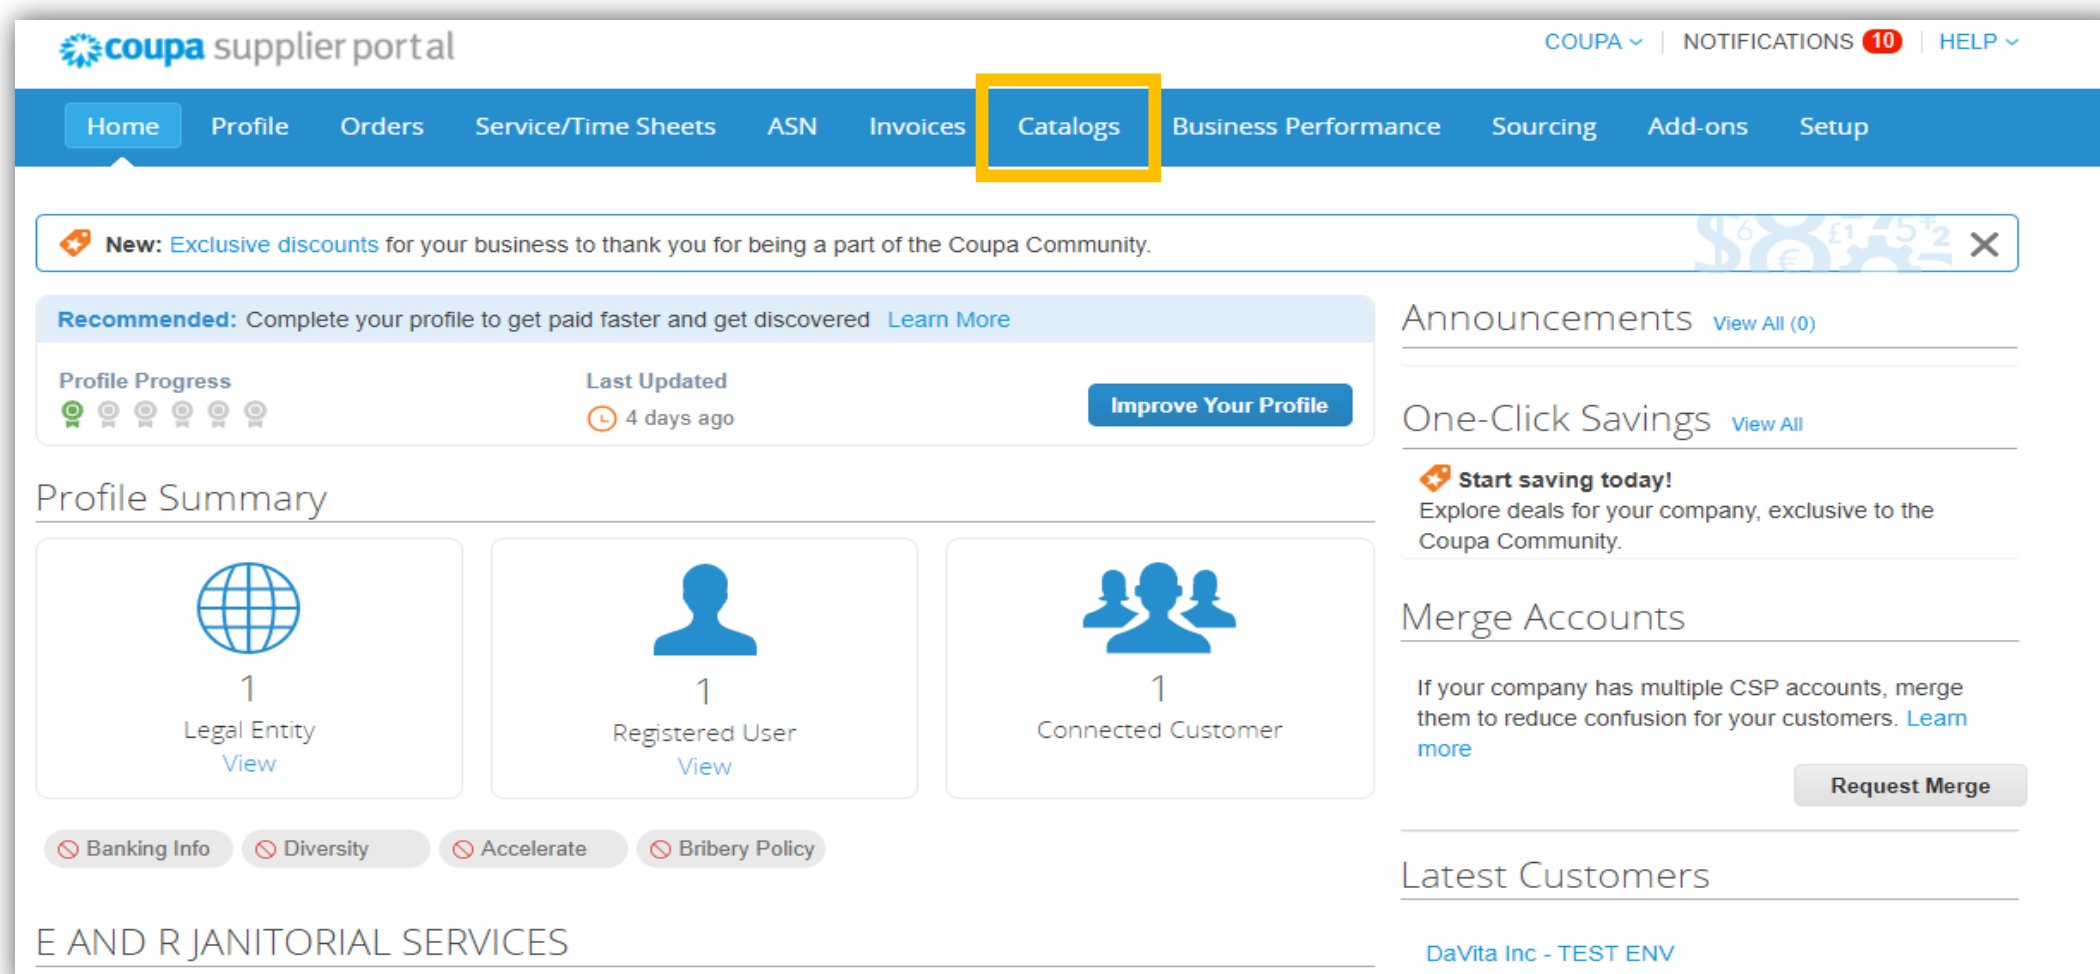 coupa supplier portal
COUPA NOTIFICATIONS 10 HELP
Home Profile Orders Service/Time Sheets ASN Invoices Catalogs Business Performance Sourcing Add-ons Setup
New: Exclusive discounts for your business to thank you for being a part of the Coupa Community.
Recommended: Complete your profile to get paid faster and get discovered Learn More
Profile Progress
Last Updated
4 days ago
Improve Your Profile
Profile Summary
1
Legal Entity
View
1
Registered User
View
1
Connected Customer
Banking Info
Diversity
Accelerate
Bribery Policy
E AND R JANITORIAL SERVICES
Announcements View All (0)
One-Click Savings View All
Start saving today!
Explore deals for your company, exclusive to the
Coupa Community.
Merge Accounts
If your company has multiple CSP accounts, merge
them to reduce confusion for your customers. Learn
more
Request Merge
Latest Customers
DaVita Inc - TEST ENV